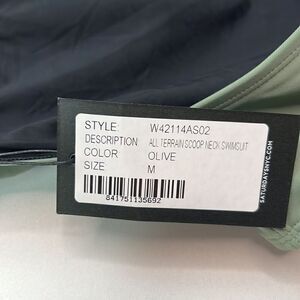 STYLE: W42114AS02
DESCRIPTION ALL TERRAIN SCOOP NECK SWIMSUIT
COLOR OLIVE
SIZE M
841751135692
SATURDAYSNYC.COM